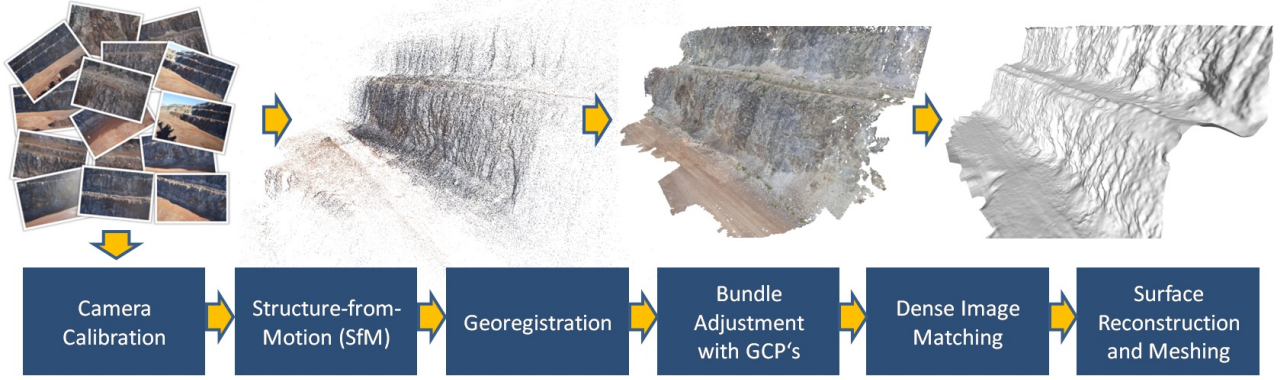 Camera
Calibration
Structure-from-
Motion (SfM)
Georegistration
Bundle
Adjustment
with GCP‘s
Dense Image
Matching
Surface
Reconstruction
and Meshing